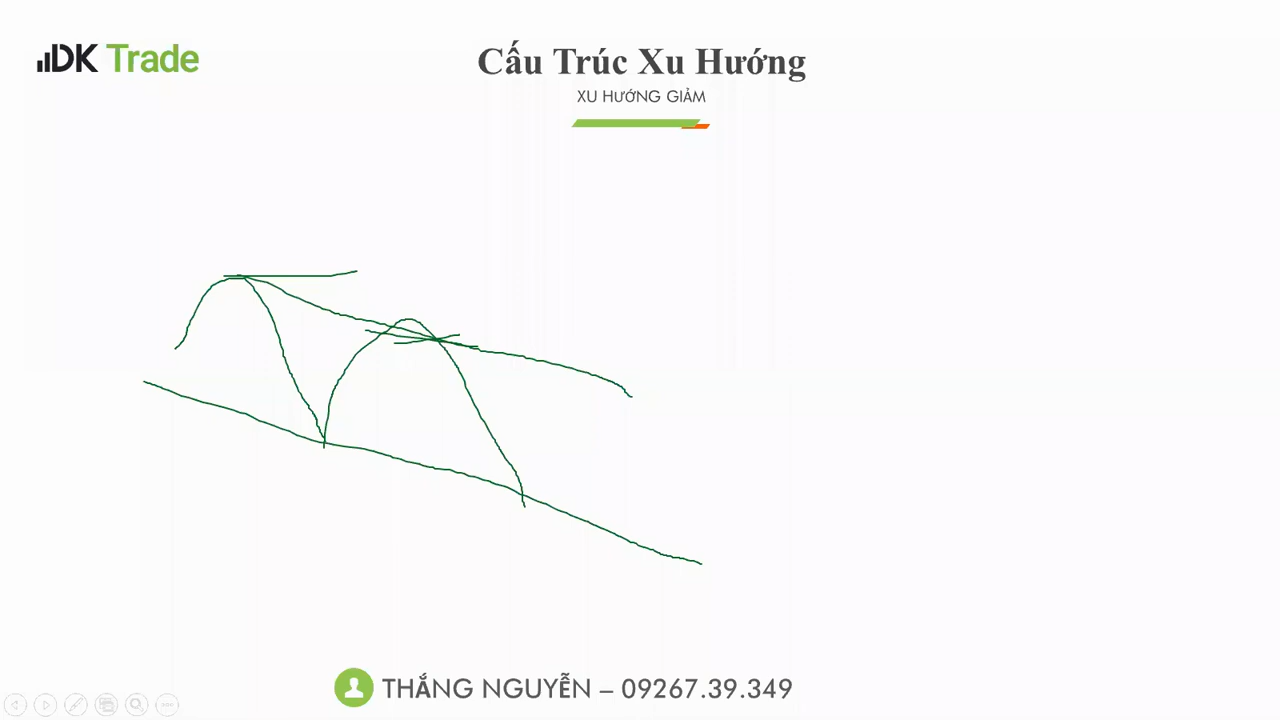 DK Trade
Cấu Trúc Xu Hướng
XU HƯỚNG GIẢM
THẮNG NGUYỄN – 09267.39.349